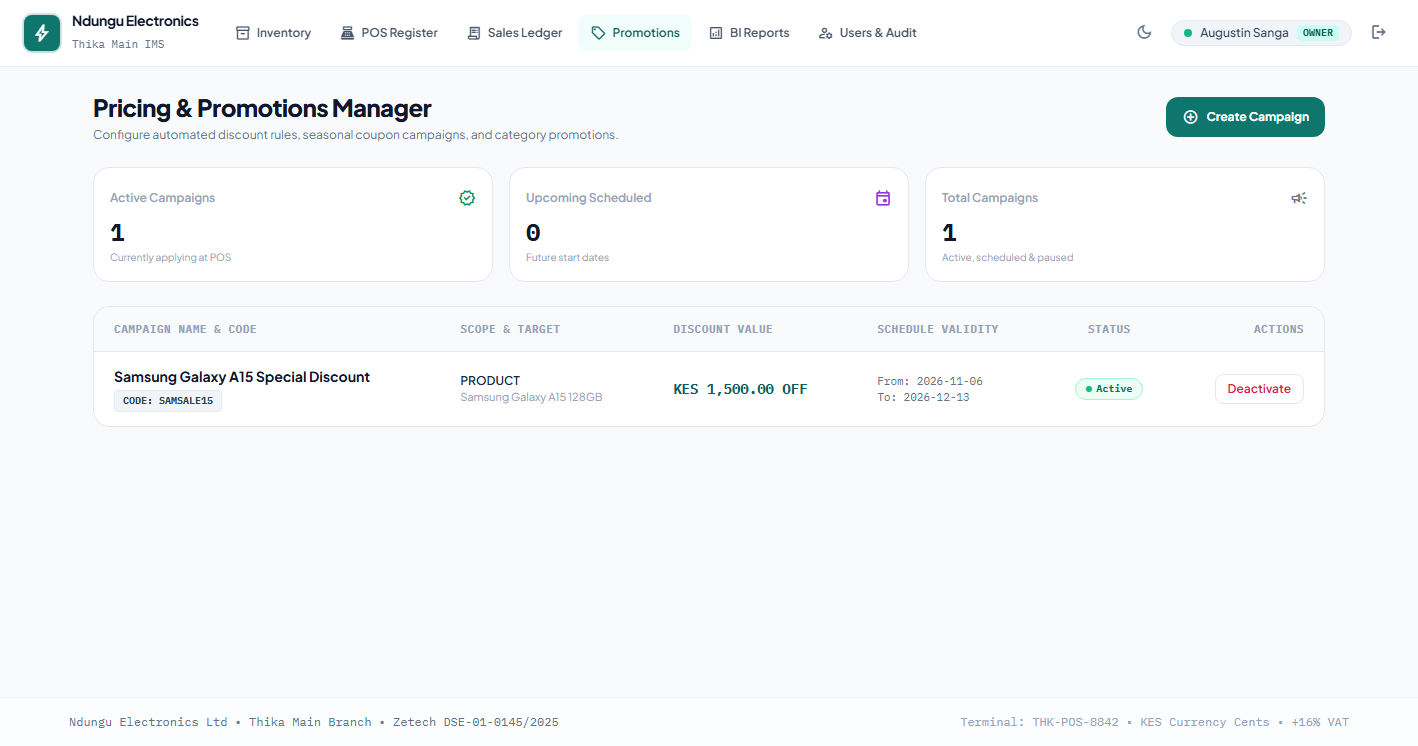 Ndungu Electronics
Thika Main IMS
Inventory
POS Register
Sales Ledger
Promotions
BI Reports
Users & Audit
Augustin Sanga OWNER
Pricing & Promotions Manager
Configure automated discount rules, seasonal coupon campaigns, and category promotions.
Create Campaign
Active Campaigns
1
Currently applying at POS
Upcoming Scheduled
0
Future start dates
Total Campaigns
1
Active, scheduled & paused
CAMPAIGN NAME & CODE SCOPE & TARGET DISCOUNT VALUE SCHEDULE VALIDITY STATUS ACTIONS
Samsung Galaxy A15 Special Discount
CODE: SAMSALE15
PRODUCT
Samsung Galaxy A15 128GB
KES 1,500.00 OFF
From: 2026-11-06
To: 2026-12-13
Active
Deactivate
Ndungu Electronics Ltd • Thika Main Branch • Zetech DSE-01-0145/2025
Terminal: THK-POS-8842 • KES Currency Cents • +16% VAT